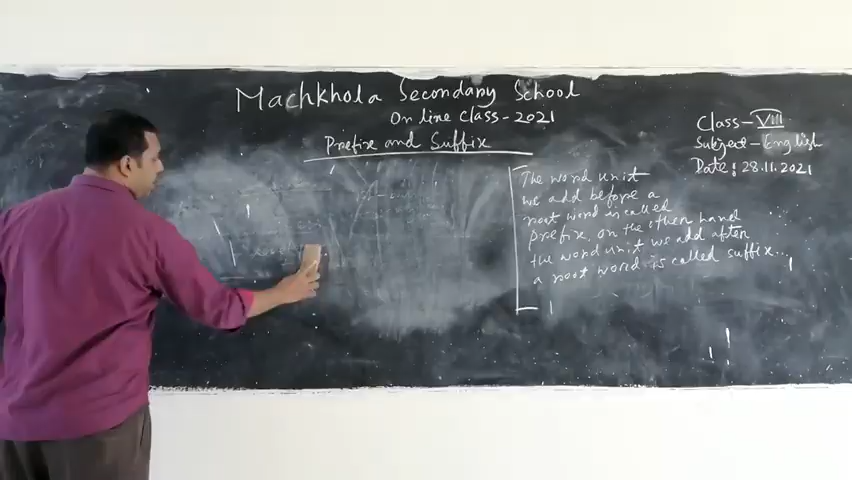 Machkhola Secondary School
Online class-2021
Prefix and Suffix
Class-VIII
Subject-English
Date: 28.11.2021
The word unit
we add before a
root word is called
prefix. on the other hand
the word unit we add after
a root word is called suffix...